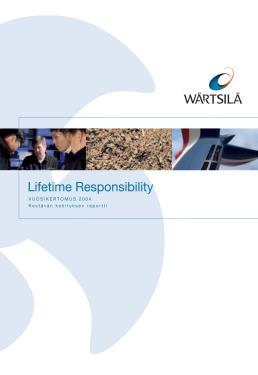 WÄRTSILÄ
Lifetime Responsibility
VUOSIKERTOMUS 2004
Kestävän kehityksen raportti